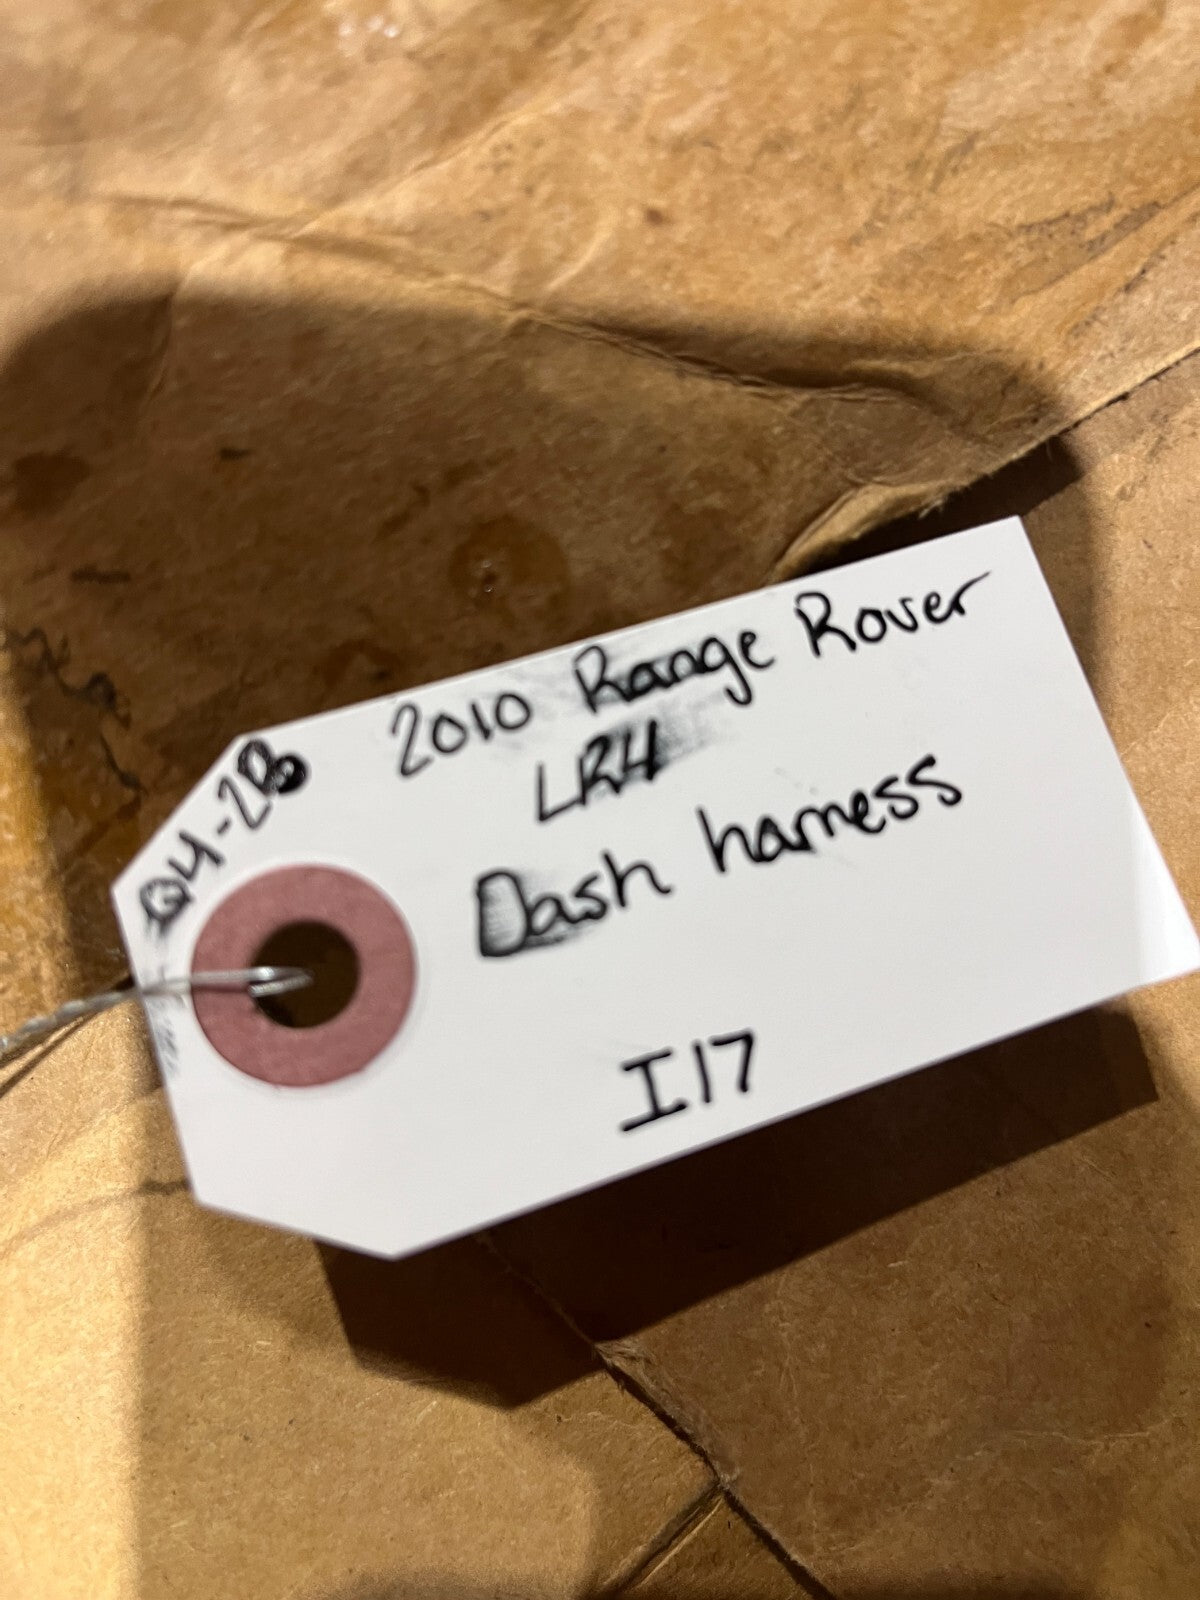 Q4-2B
2010 Range Rover
LR4
Dash harness
I17